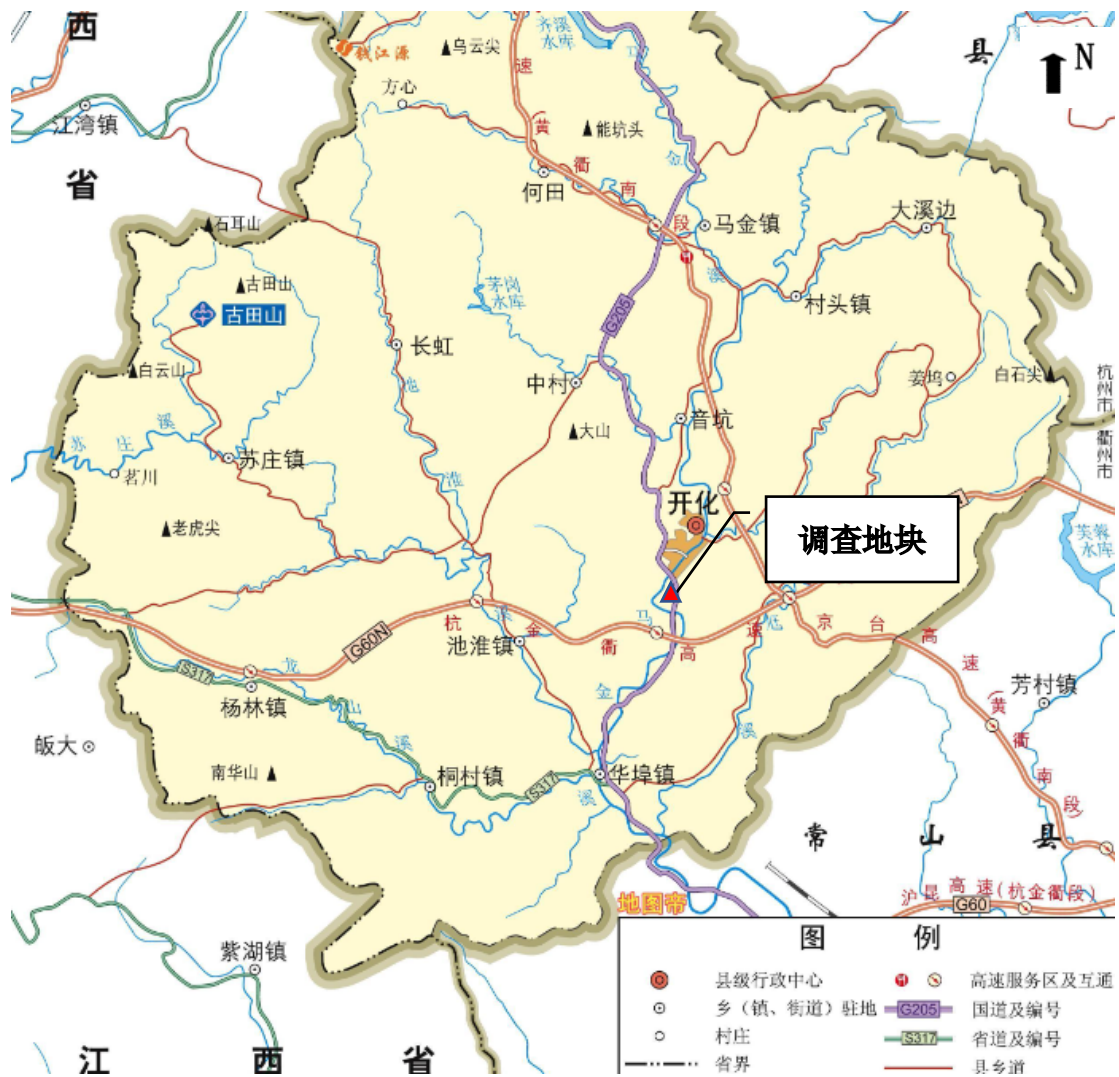 西
齐溪
水库
马
县
N
钱江源
乌云尖
速
方心
江湾镇
能坑头
黄
金
省
衢
何田
南
段
马金镇
大溪边
石耳山
溪
古田山
茅岗
水库
村头镇
古田山
G205
长虹
池
白云山
中村
姜坞
白石尖
杭州市
溪
音坑
庄
大山
苏
苏庄镇
衢州市
茗川
淮
开化
老虎尖
调查地块
芙蓉
水库
溪
杭
金
马
速
京
台
G60N
池淮镇
衢
高
高
S317
龙
速
杨林镇
金
芳村镇
山
黄
皈大
溪
溪
衢
南华山
桐村镇
S317
华埠镇
南
溪
段
常
山
县
地图帝
沪昆高速(杭金衢段)
G60
图 例
紫湖镇
县级行政中心
高速服务区及互通
乡（镇、街道）驻地
G205
国道及编号
村庄
S317
省道及编号
江 西 省
省界
县乡道